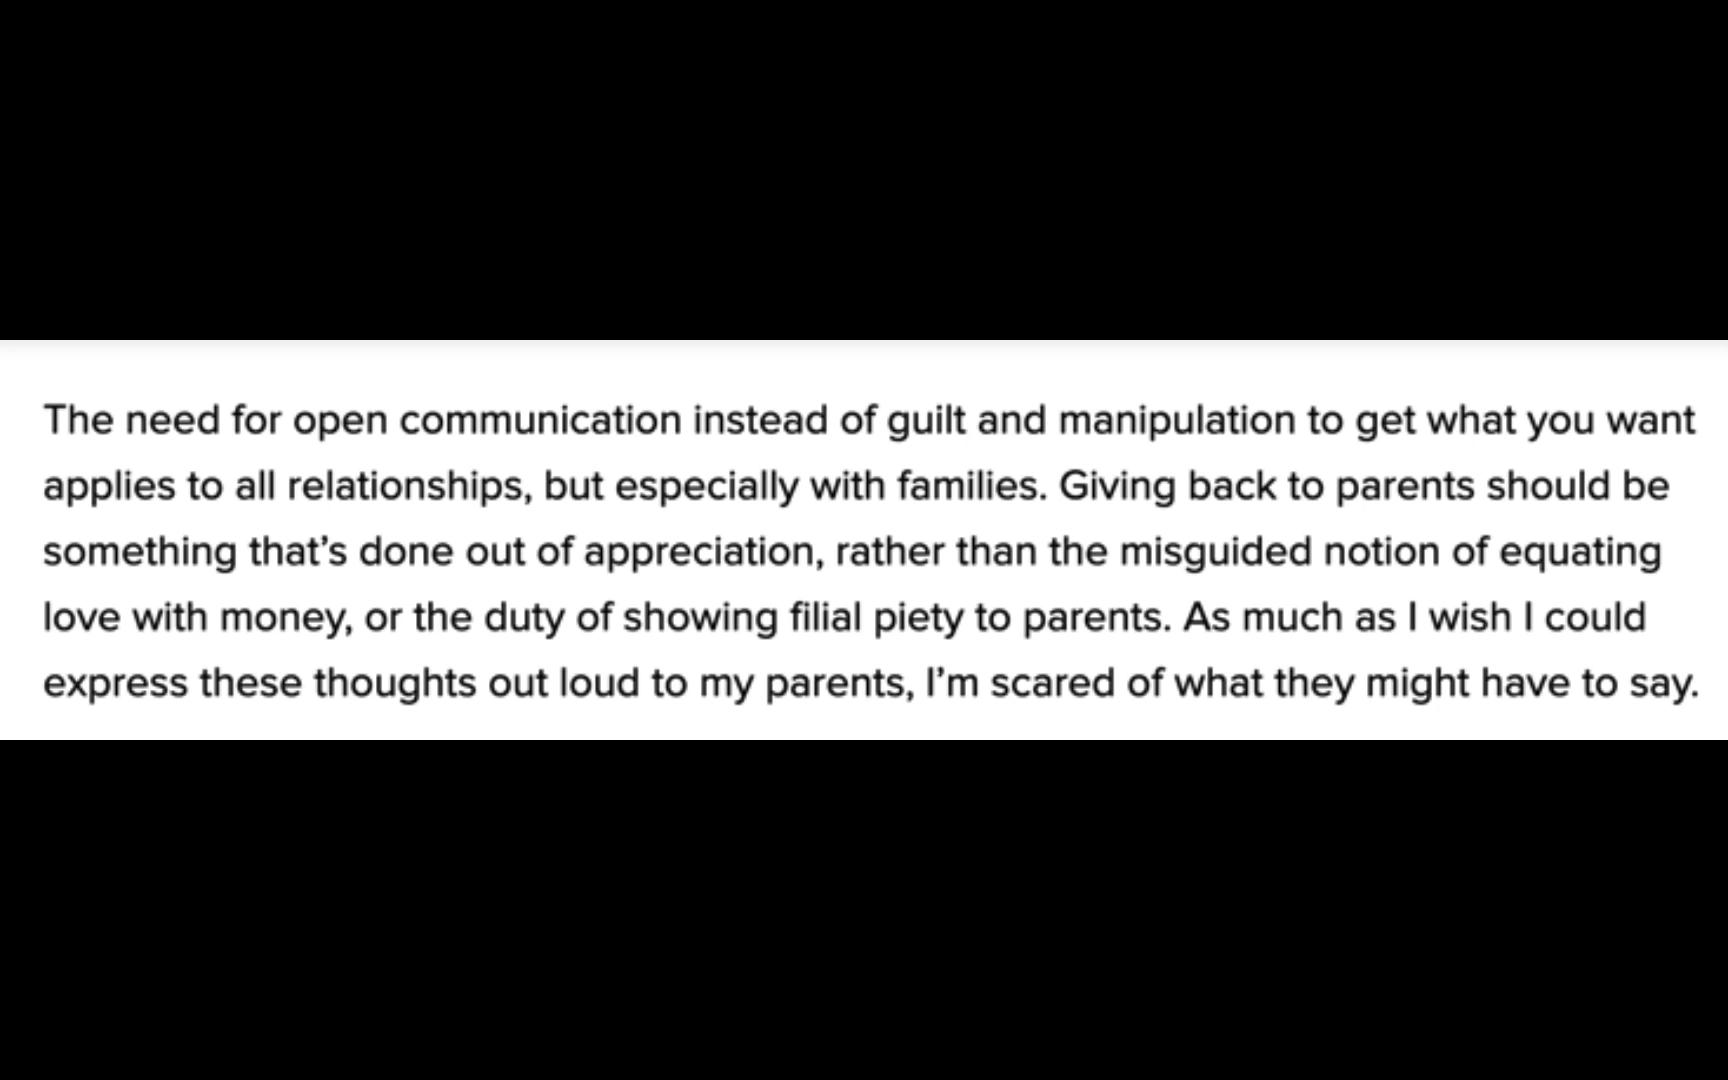 The need for open communication instead of guilt and manipulation to get what you want
applies to all relationships, but especially with families. Giving back to parents should be
something that’s done out of appreciation, rather than the misguided notion of equating
love with money, or the duty of showing filial piety to parents. As much as I wish I could
express these thoughts out loud to my parents, I’m scared of what they might have to say.